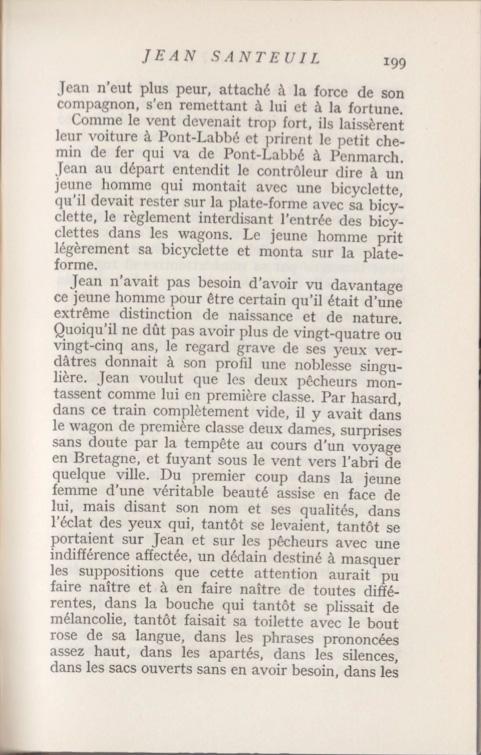 JEAN SANTEUIL 199
Jean n'eut plus peur, attaché à la force de son
compagnon, s'en remettant à lui et à la fortune.
Comme le vent devenait trop fort, ils laissèrent
leur voiture à Pont-Labbé et prirent le petit che-
min de fer qui va de Pont-Labbé à Penmarch.
Jean au départ entendit le contrôleur dire à un
jeune homme qui montait avec une bicyclette,
qu'il devait rester sur la plate-forme avec sa bicy-
clette, le règlement interdisant l'entrée des bicy-
clettes dans les wagons. Le jeune homme prit
légèrement sa bicyclette et monta sur la plate-
forme.
Jean n'avait pas besoin d'avoir vu davantage
ce jeune homme pour être certain qu'il était d'une
extrême distinction de naissance et de nature.
Quoiqu'il ne dût pas avoir plus de vingt-quatre ou
vingt-cinq ans, le regard grave de ses yeux ver-
dâtres donnait à son profil une noblesse singu-
lière. Jean voulut que les deux pêcheurs mon-
tassent comme lui en première classe. Par hasard,
dans ce train complètement vide, il y avait dans
le wagon de première classe deux dames, surprises
sans doute par la tempête au cours d'un voyage
en Bretagne, et fuyant sous le vent vers l'abri de
quelque ville. Du premier coup dans la jeune
femme d'une véritable beauté assise en face de
lui, mais disant son nom et ses qualités, dans
l'éclat des yeux qui, tantôt se levaient, tantôt se
portaient sur Jean et sur les pêcheurs avec une
indifférence affectée, un dédain destiné à masquer
les suppositions que cette attention aurait pu
faire naître et à en faire naître de toutes diffé-
rentes, dans la bouche qui tantôt se plissait de
mélancolie, tantôt faisait sa toilette avec le bout
rose de sa langue, dans les phrases prononcées
assez haut, dans les apartés, dans les silences,
dans les sacs ouverts sans en avoir besoin, dans les